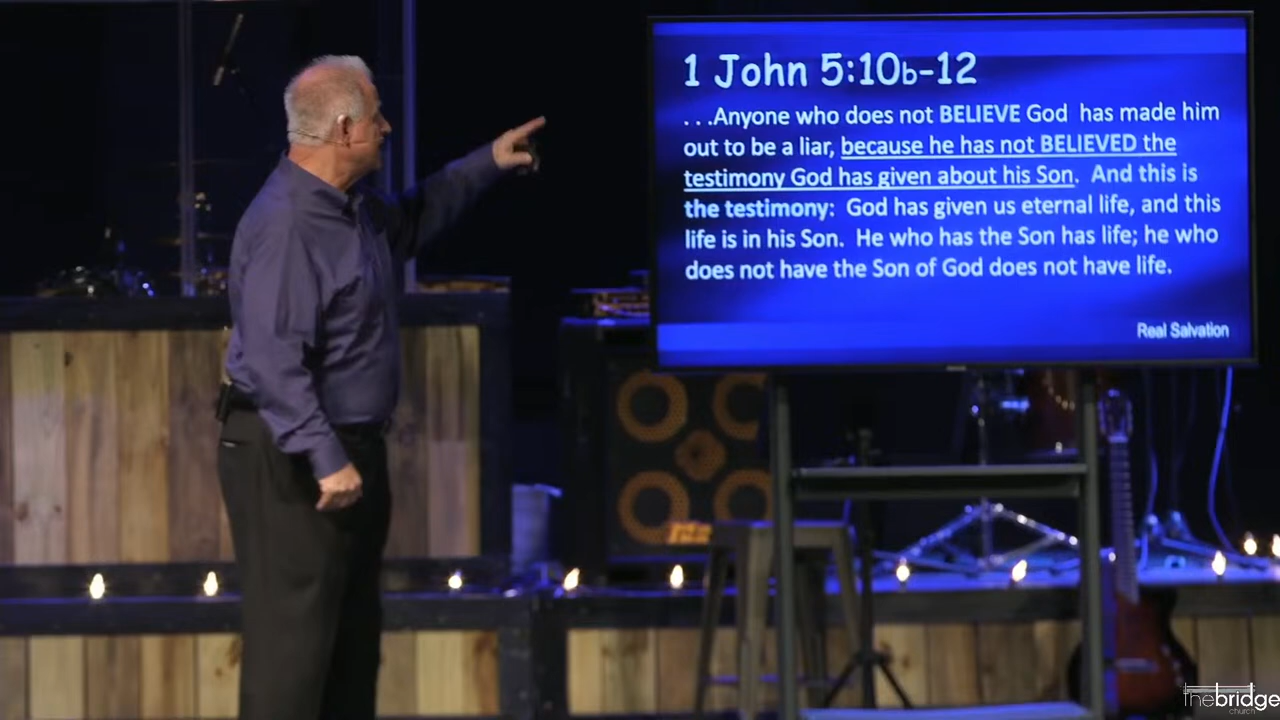 1 John 5:10b-12
. . .Anyone who does not BELIEVE God has made him
out to be a liar, because he has not BELIEVED the
testimony God has given about his Son. And this is
the testimony: God has given us eternal life, and this
life is in his Son. He who has the Son has life; he who
does not have the Son of God does not have life.
Real Salvation
thebridge
church